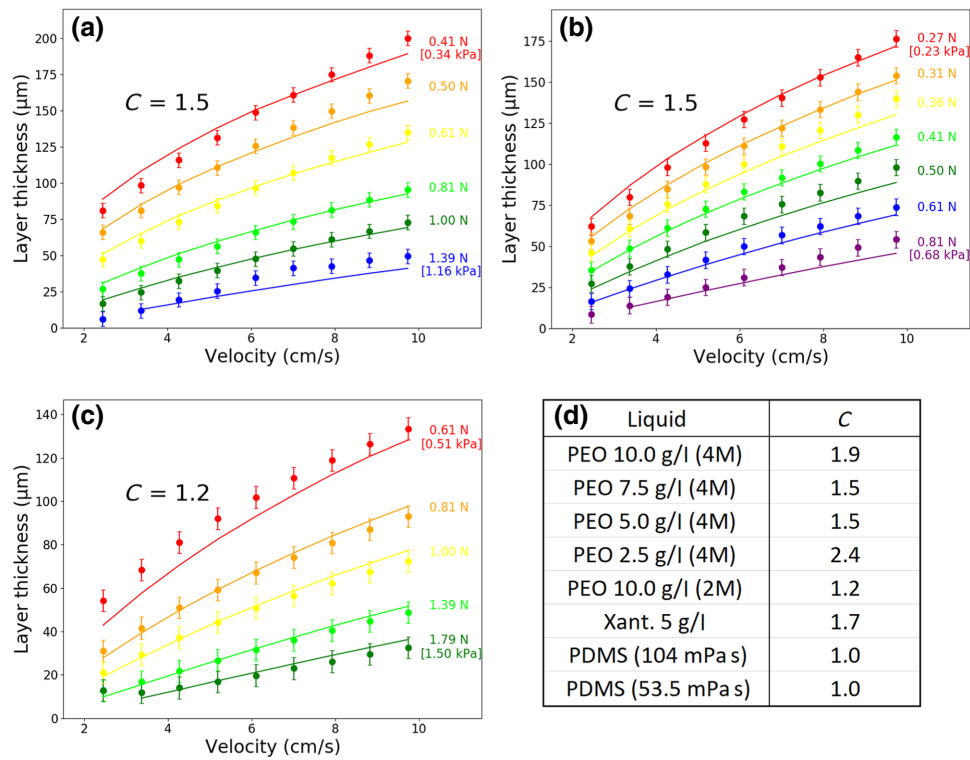 (a)
C = 1.5
Layer thickness (μm)
200
175
150
125
100
75
50
25
0
2 4 6 8 10
Velocity (cm/s)
0.41 N
[0.34 kPa]
0.50 N
0.61 N
0.81 N
1.00 N
1.39 N
[1.16 kPa]
(b)
C = 1.5
Layer thickness (μm)
175
150
125
100
75
50
25
0
2 4 6 8 10
Velocity (cm/s)
0.27 N
[0.23 kPa]
0.31 N
0.36 N
0.41 N
0.50 N
0.61 N
0.81 N
[0.68 kPa]
(c)
C = 1.2
Layer thickness (μm)
140
120
100
80
60
40
20
0
2 4 6 8 10
Velocity (cm/s)
0.61 N
[0.51 kPa]
0.81 N
1.00 N
1.39 N
1.79 N
[1.50 kPa]
(d)
Liquid C
PEO 10.0 g/l (4M) 1.9
PEO 7.5 g/l (4M) 1.5
PEO 5.0 g/l (4M) 1.5
PEO 2.5 g/l (4M) 2.4
PEO 10.0 g/l (2M) 1.2
Xant. 5 g/l 1.7
PDMS (104 mPa s) 1.0
PDMS (53.5 mPa s) 1.0